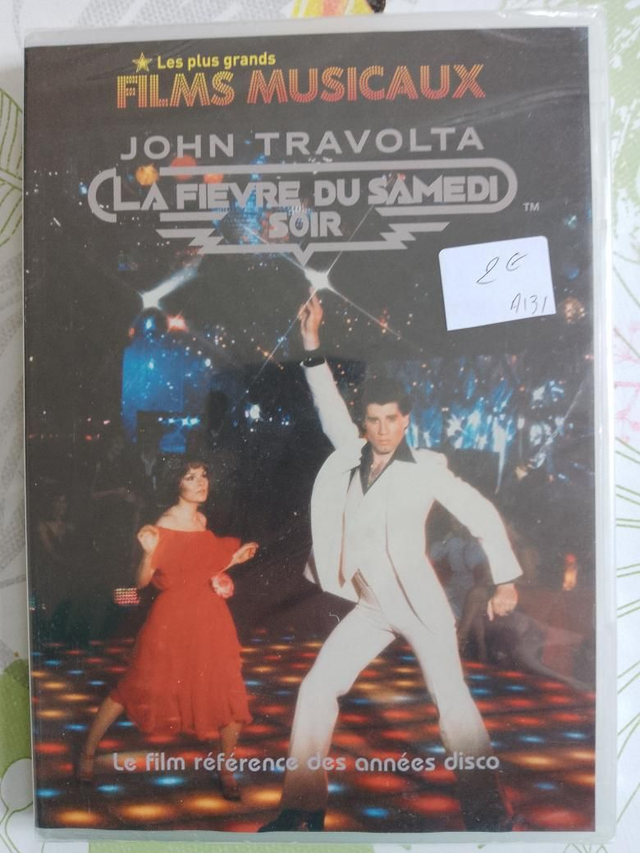 Les plus grands
FILMS MUSICAUX
JOHN TRAVOLTA
LA FIEVRE DU SAMEDI
SOIR
TM
2€
A131
Le film référence des années disco